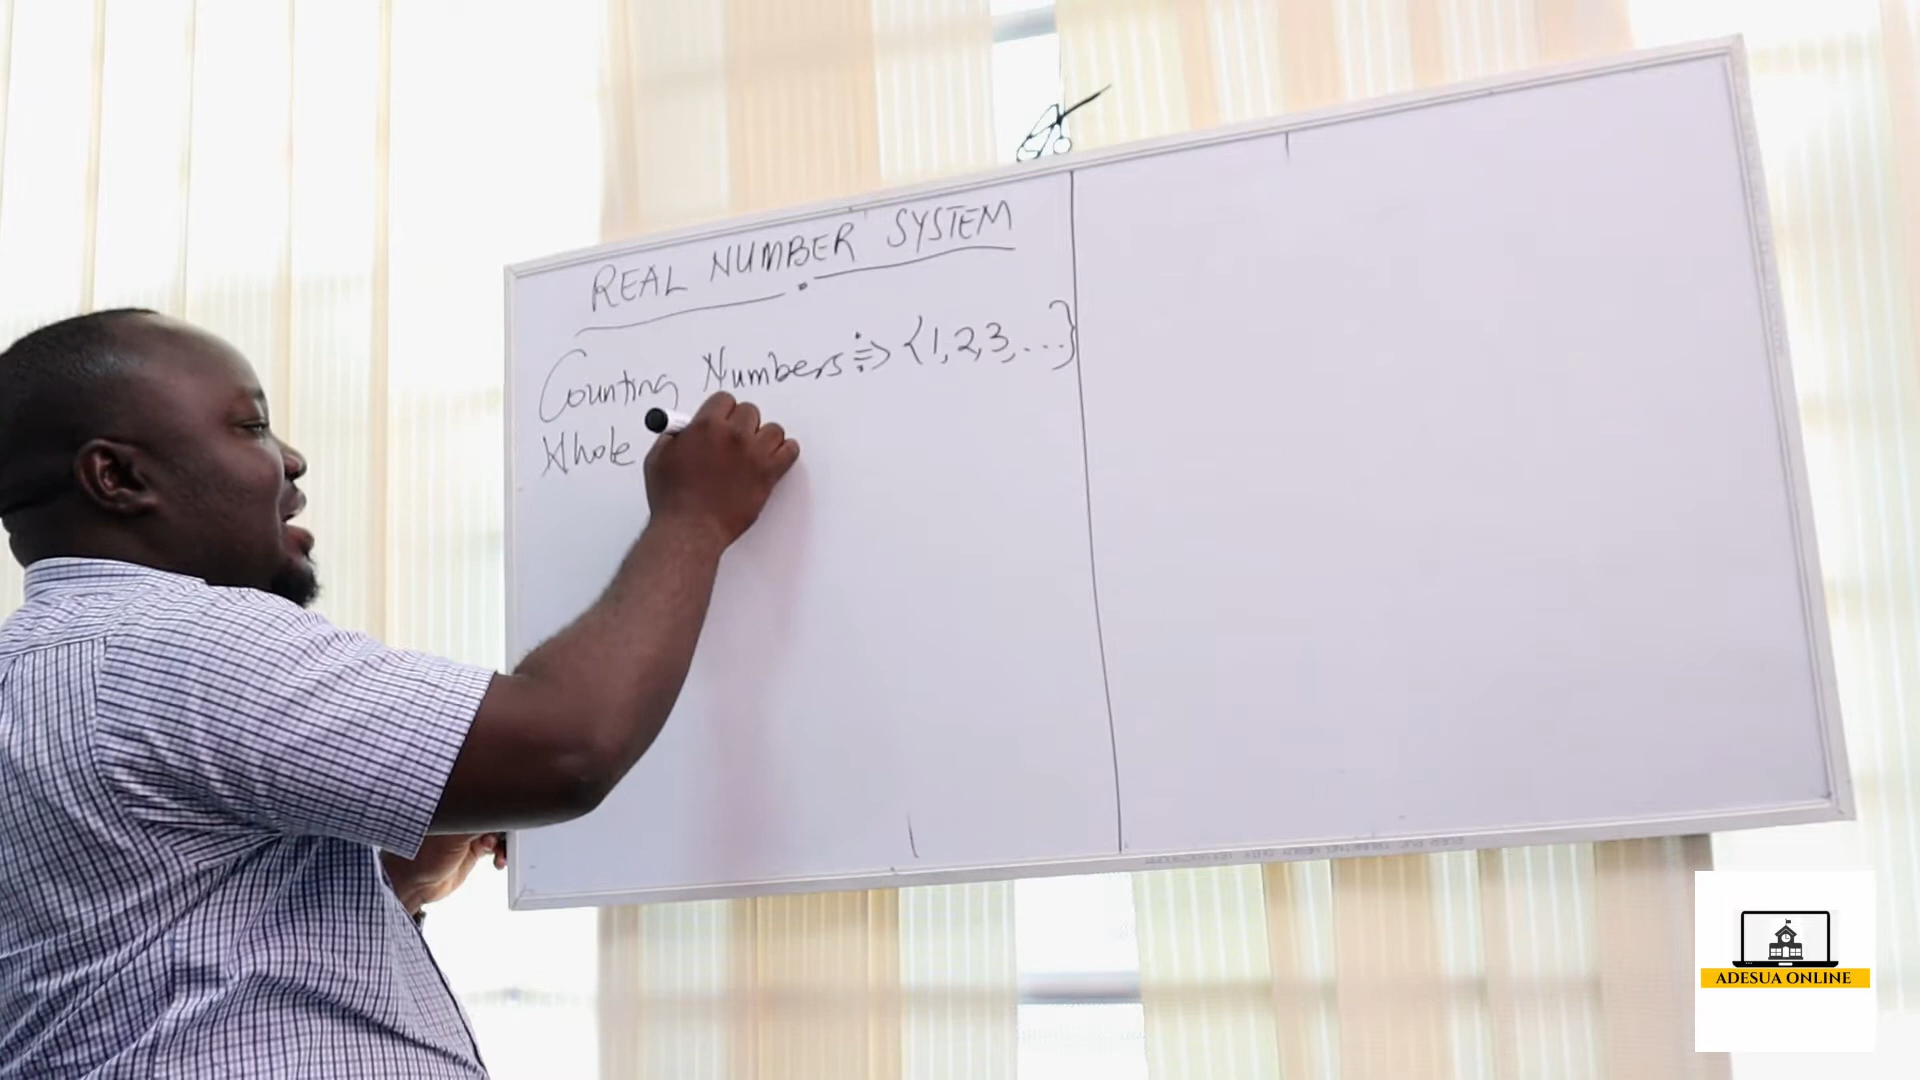 REAL NUMBER SYSTEM
Counting Numbers ⇒ {1,2,3,...}
Whole
ADESUA ONLINE